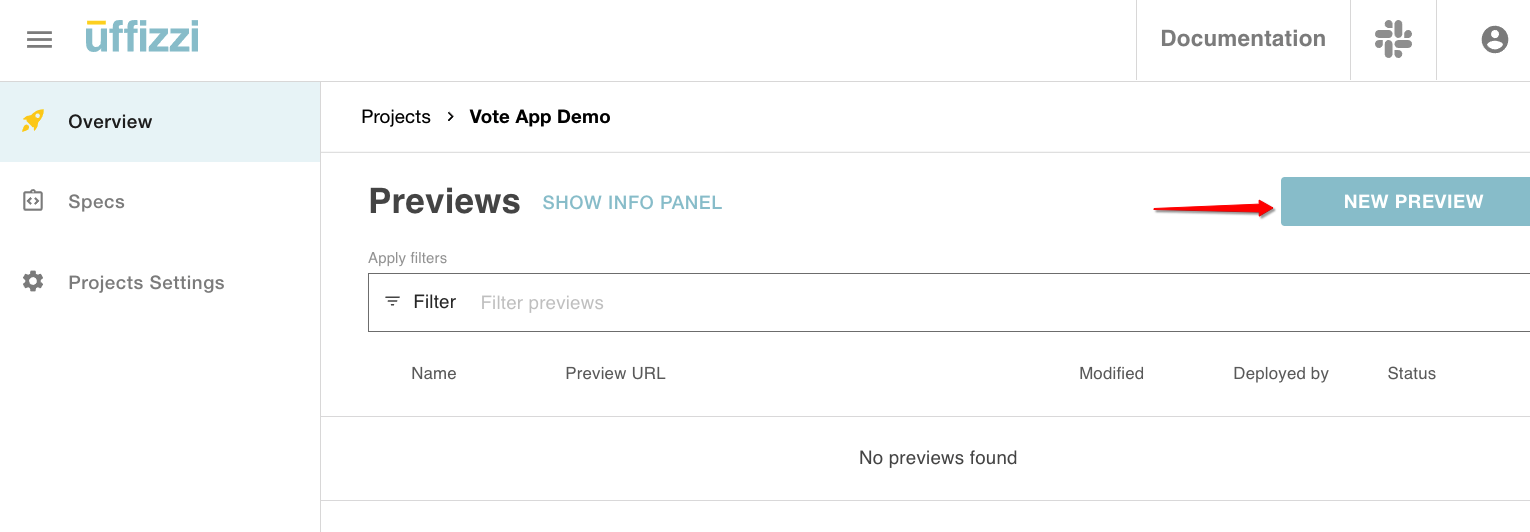 uffizzi
Documentation
Overview
Projects › Vote App Demo
Specs
Previews SHOW INFO PANEL NEW PREVIEW
Apply filters
Projects Settings
Filter Filter previews
Name Preview URL Modified Deployed by Status
No previews found